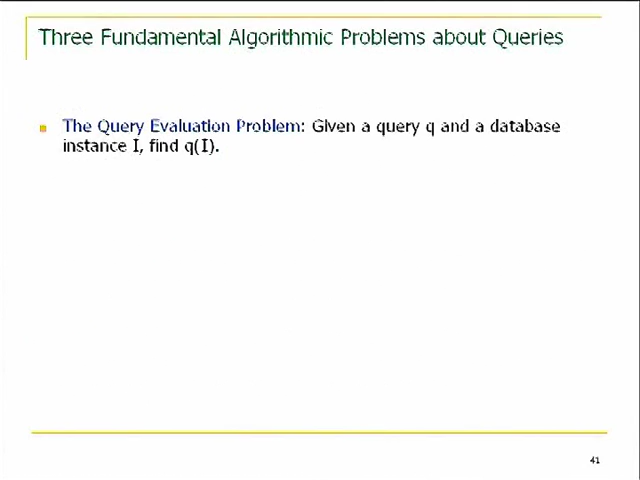 Three Fundamental Algorithmic Problems about Queries
The Query Evaluation Problem: Given a query q and a database
instance I, find q(I).
41